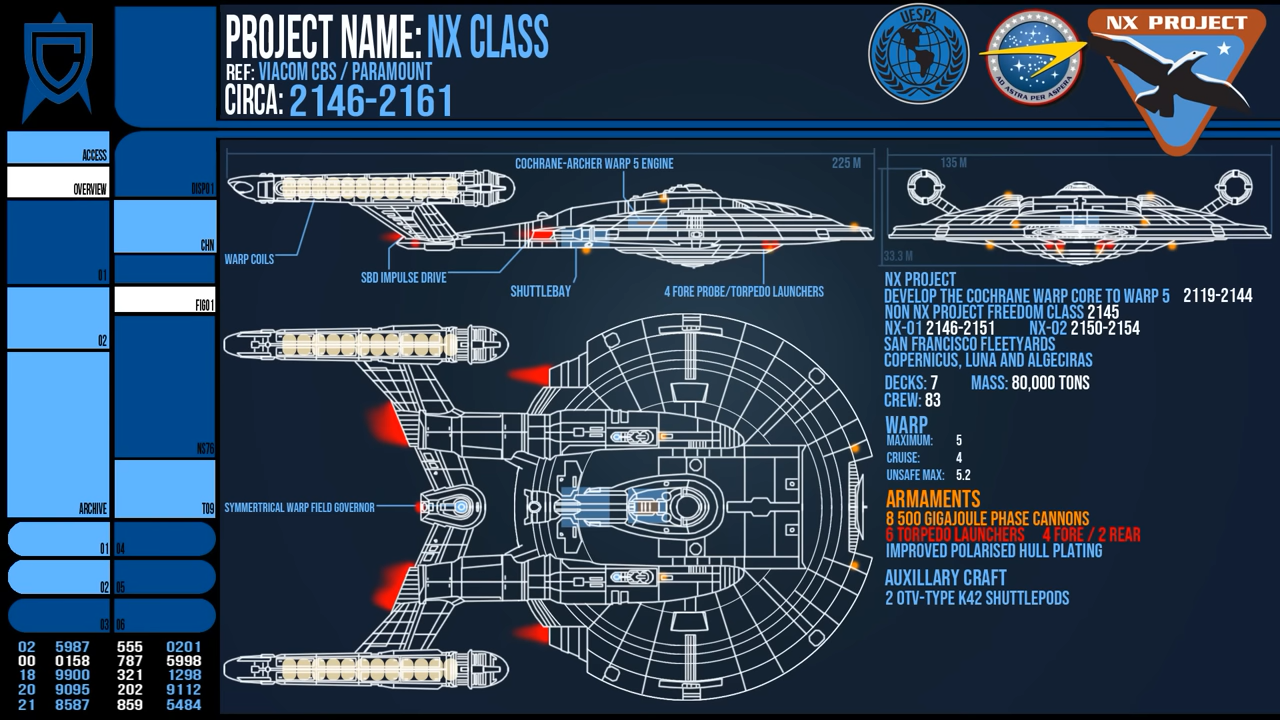 PROJECT NAME: NX CLASS
REF: VIACOM CBS / PARAMOUNT
CIRCA: 2146-2161
UESPA
AD ASTRA PER ASPERA
NX PROJECT
ACCESS
OVERVIEW
01
02
ARCHIVE
01
02
03
DISP01
CHN
FIG01
NS76
T09
04
05
06
02 5987 555 0201
00 0158 787 5998
18 9900 321 1298
20 9095 202 9112
21 8587 859 5484
COCHRANE-ARCHER WARP 5 ENGINE
225 M
135 M
33.3 M
WARP COILS
SBD IMPULSE DRIVE
SHUTTLEBAY
4 FORE PROBE/TORPEDO LAUNCHERS
SYMMERTRICAL WARP FIELD GOVERNOR
NX PROJECT
DEVELOP THE COCHRANE WARP CORE TO WARP 5 2119-2144
NON NX PROJECT FREEDOM CLASS 2145
NX-01 2146-2151 NX-02 2150-2154
SAN FRANCISCO FLEETYARDS
COPERNICUS, LUNA AND ALGECIRAS
DECKS: 7 MASS: 80,000 TONS
CREW: 83
WARP
MAXIMUM: 5
CRUISE: 4
UNSAFE MAX: 5.2
ARMAMENTS
8 500 GIGAJOULE PHASE CANNONS
6 TORPEDO LAUNCHERS 4 FORE / 2 REAR
IMPROVED POLARISED HULL PLATING
AUXILLARY CRAFT
2 OTV-TYPE K42 SHUTTLEPODS